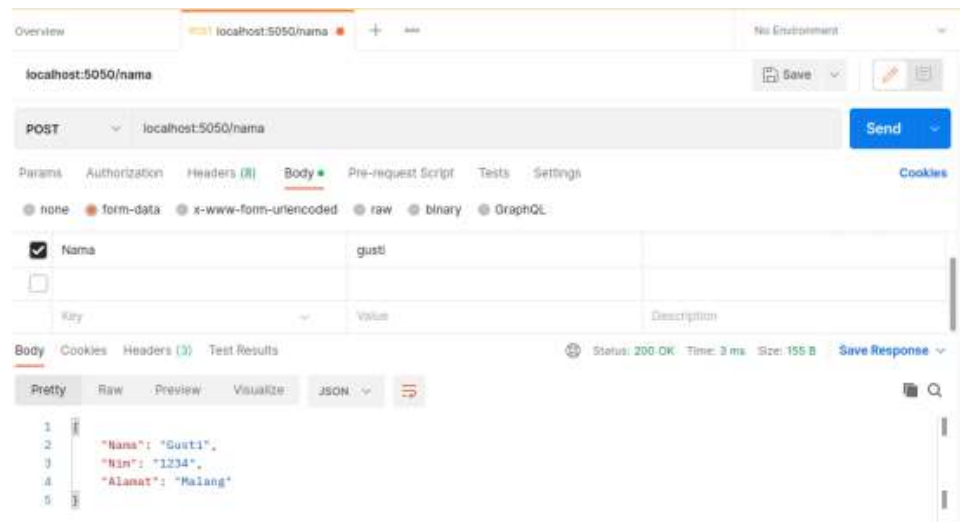 Overview POST localhost:5050/nama No Environment
localhost:5050/nama Save
POST localhost:5050/nama Send
Params Authorization Headers (8) Body Pre-request Script Tests Settings Cookies
none form-data x-www-form-urlencoded raw binary GraphQL
Nama gusti
Key Value Description
Body Cookies Headers (3) Test Results Status: 200 OK Time: 3 ms Size: 155 B Save Response
Pretty Raw Preview Visualize JSON
1 {
2 "Nama": "Gusti",
3 "Nim": "1234",
4 "Alamat": "Malang"
5 }